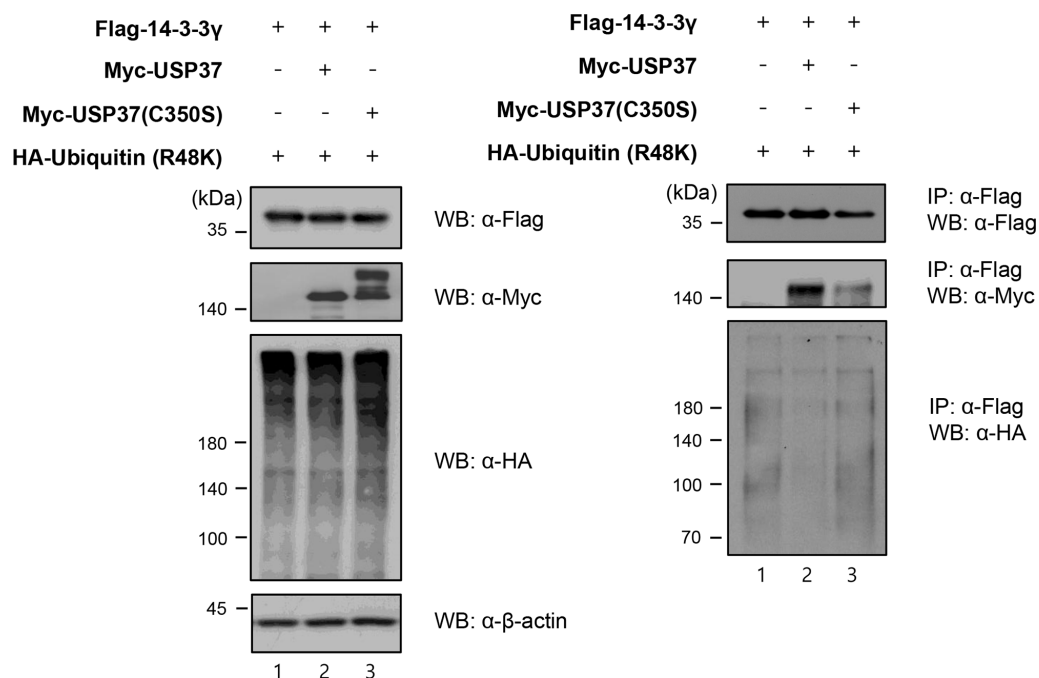 Flag-14-3-3γ + + +
Myc-USP37 - + -
Myc-USP37(C350S) - - +
HA-Ubiquitin (R48K) + + +
(kDa)
35
WB: α-Flag
140
WB: α-Myc
180
140
100
WB: α-HA
45
WB: α-β-actin
1 2 3
Flag-14-3-3γ + + +
Myc-USP37 - + -
Myc-USP37(C350S) - - +
HA-Ubiquitin (R48K) + + +
(kDa)
35
IP: α-Flag
WB: α-Flag
140
IP: α-Flag
WB: α-Myc
180
140
100
70
IP: α-Flag
WB: α-HA
1 2 3